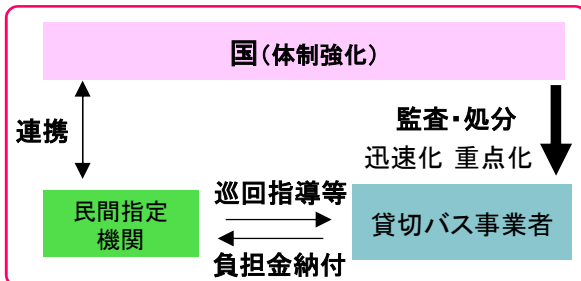 国(体制強化)
連携
監査・処分
迅速化 重点化
民間指定
機関
巡回指導等
負担金納付
貸切バス事業者